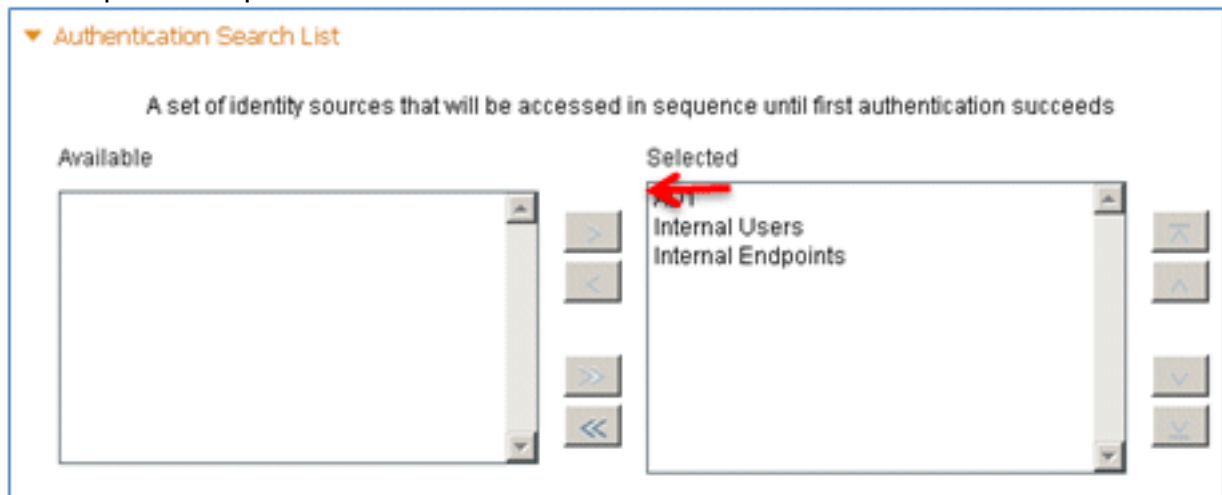 Authentication Search List
A set of identity sources that will be accessed in sequence until first authentication succeeds
Available
Selected
Internal Users
Internal Endpoints